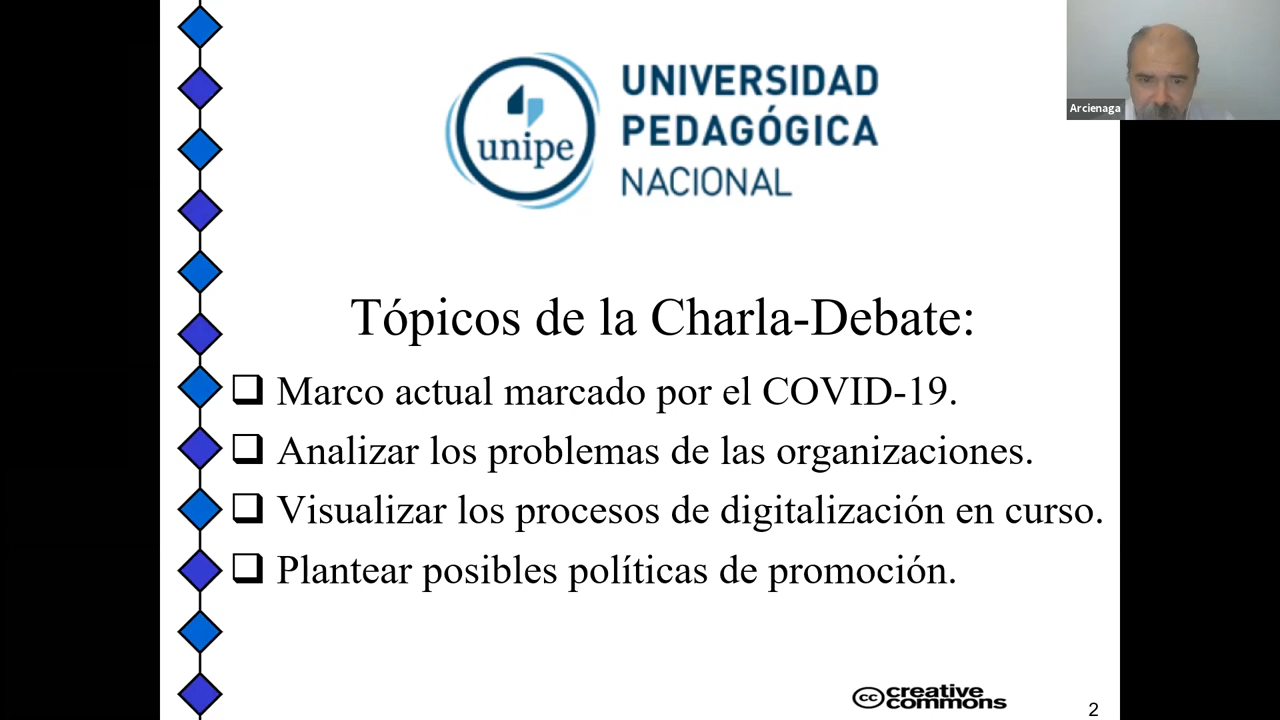 unipe
UNIVERSIDAD
PEDAGÓGICA
NACIONAL
Arcienaga
Tópicos de la Charla-Debate:
Marco actual marcado por el COVID-19.
Analizar los problemas de las organizaciones.
Visualizar los procesos de digitalización en curso.
Plantear posibles políticas de promoción.
cc creative
commons
2